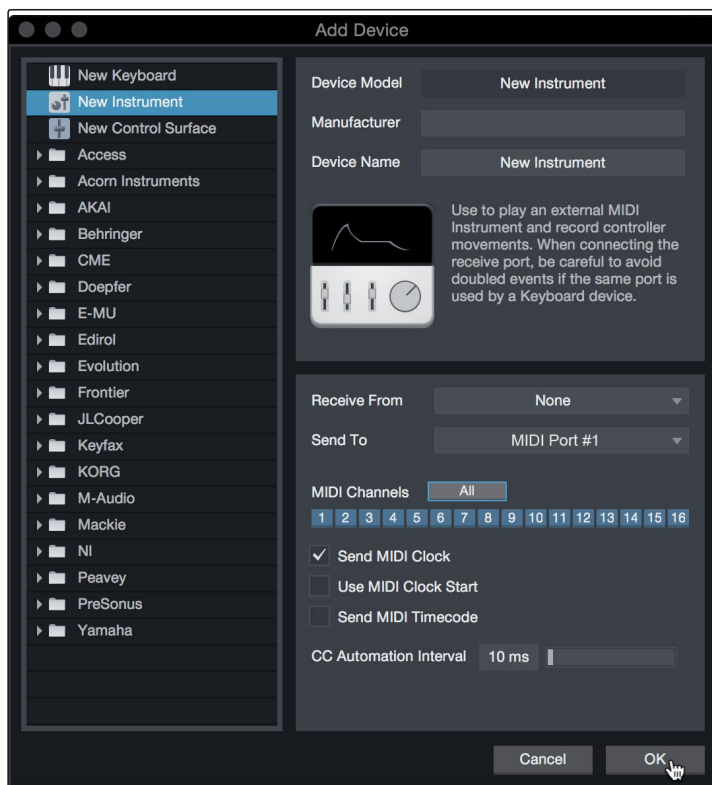 Add Device
New Keyboard
New Instrument
New Control Surface
Access
Acorn Instruments
AKAI
Behringer
CME
Doepfer
E-MU
Edirol
Evolution
Frontier
JLCooper
Keyfax
KORG
M-Audio
Mackie
NI
Peavey
PreSonus
Yamaha
Device Model New Instrument
Manufacturer
Device Name New Instrument
Use to play an external MIDI
Instrument and record controller
movements. When connecting the
receive port, be careful to avoid
doubled events if the same port is
used by a Keyboard device.
Receive From None
Send To MIDI Port #1
MIDI Channels All
1 2 3 4 5 6 7 8 9 10 11 12 13 14 15 16
Send MIDI Clock
Use MIDI Clock Start
Send MIDI Timecode
CC Automation Interval 10 ms
Cancel OK